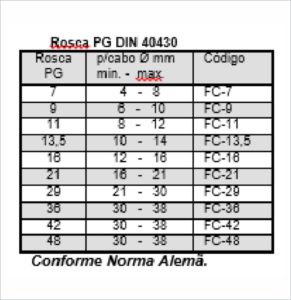 Rosca PG DIN 40430
Rosca PG p/cabo Ø mm min. - max Código
7 4 - 8 FC-7
9 6 - 10 FC-9
11 8 - 12 FC-11
13,5 10 - 14 FC-13,5
16 12 - 16 FC-16
21 16 - 21 FC-21
29 21 - 30 FC-29
36 30 - 38 FC-36
42 30 - 38 FC-42
48 30 - 38 FC-48
Conforme Norma Alemã.